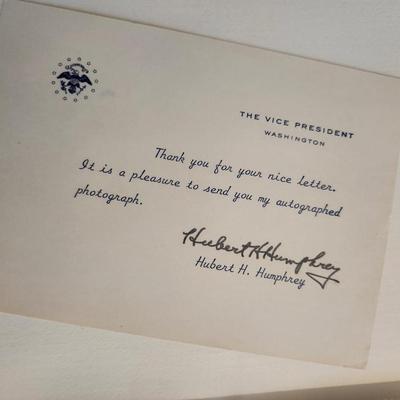 THE VICE PRESIDENT
WASHINGTON
Thank you for your nice letter.
It is a pleasure to send you my autographed
photograph.
Hubert H Humphrey
Hubert H. Humphrey